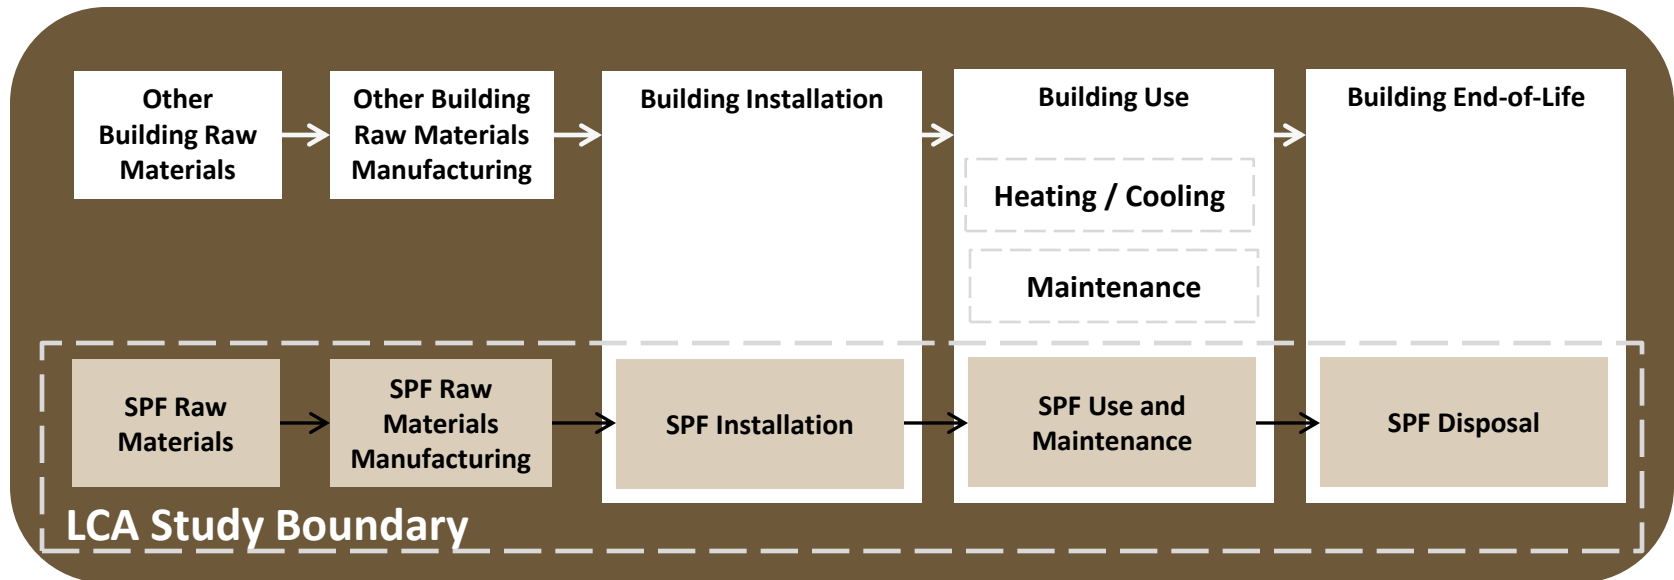 Other
Building Raw
Materials
Other Building
Raw Materials
Manufacturing
Building Installation
Building Use
Heating / Cooling
Maintenance
Building End-of-Life
SPF Raw
Materials
SPF Raw
Materials
Manufacturing
SPF Installation
SPF Use and
Maintenance
SPF Disposal
LCA Study Boundary